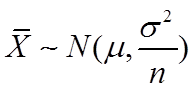 X̄ ~ N(μ, σ²/n)